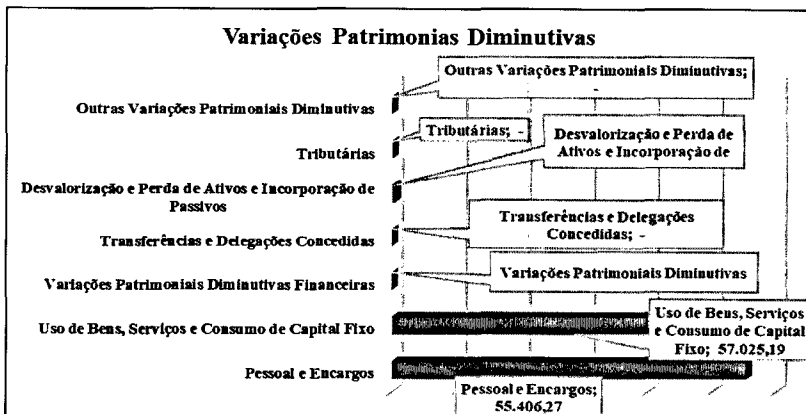 Variações Patrimonias Diminutivas
Outras Variações Patrimoniais Diminutivas;
-
Outras Variações Patrimoniais Diminutivas
Tributárias; -
Desvalorização e Perda de
Ativos e Incorporação de
Tributárias
Desvalorização e Perda de Ativos e Incorporação de
Passivos
Transferências e Delegações
Concedidas; -
Transferências e Delegações Concedidas
Variações Patrimoniais Diminutivas
Variações Patrimoniais Diminutivas Financeiras
Uso de Bens, Serviços
e Consumo de Capital
Fixo; 57.025,19
Uso de Bens, Serviços e Consumo de Capital Fixo
Pessoal e Encargos
Pessoal e Encargos;
55.406,27